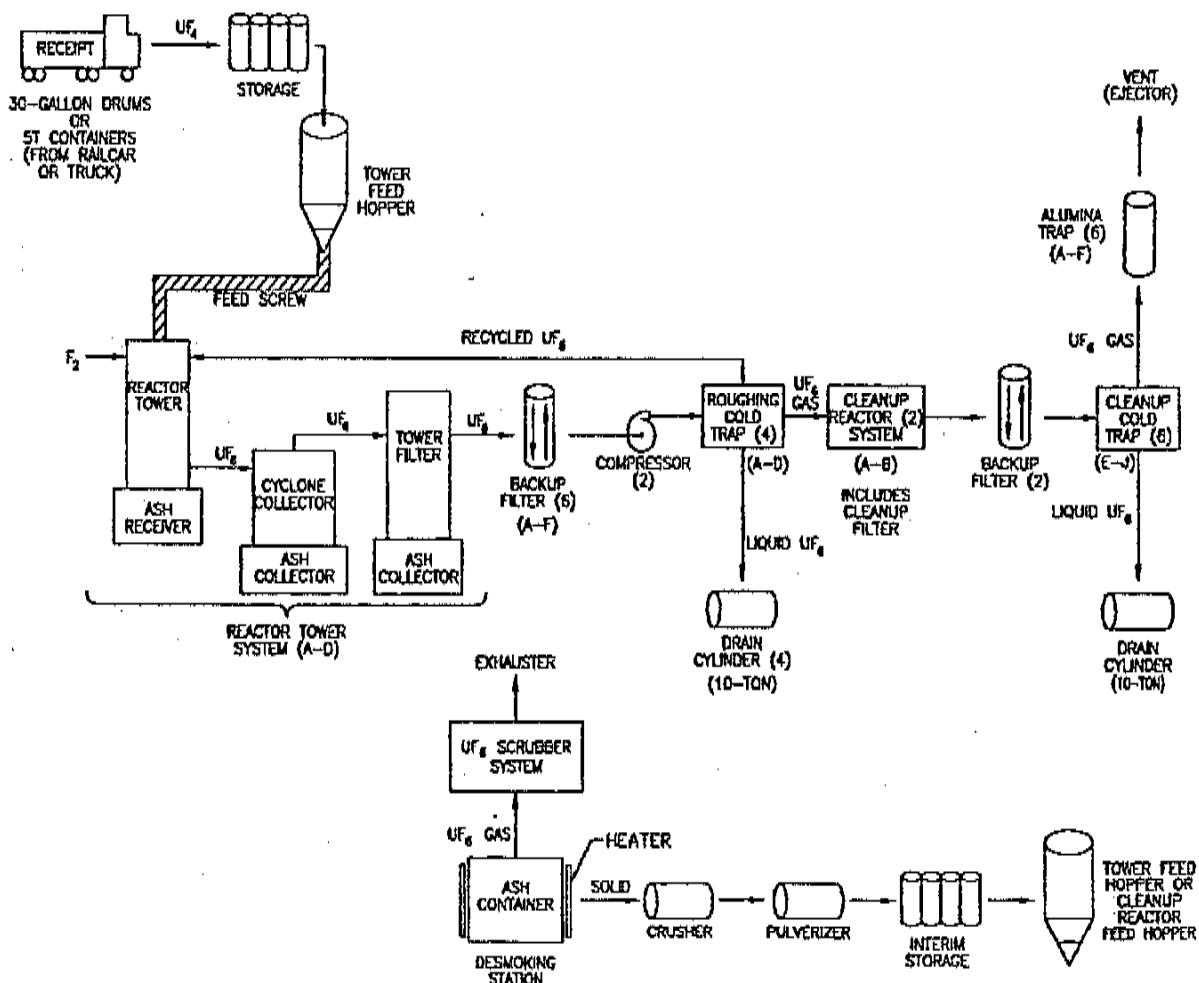 RECEIPT
UF₄
STORAGE
30-GALLON DRUMS
OR
5T CONTAINERS
(FROM RAILCAR
OR TRUCK)
TOWER
FEED
HOPPER
FEED SCREW
F₂
REACTOR
TOWER
ASH
RECEIVER
UF₆
CYCLONE
COLLECTOR
ASH
COLLECTOR
UF₆
TOWER
FILTER
ASH
COLLECTOR
REACTOR TOWER
SYSTEM (A-D)
UF₆
BACKUP
FILTER (6)
(A-F)
COMPRESSOR
(2)
RECYCLED UF₆
ROUGHING
COLD
TRAP (4)
(A-D)
LIQUID UF₆
DRAIN
CYLINDER (4)
(10-TON)
UF₆
GAS
CLEANUP
REACTOR (2)
SYSTEM
(A-B)
INCLUDES
CLEANUP
FILTER
BACKUP
FILTER (2)
CLEANUP
COLD
TRAP (6)
(E-J)
UF₆ GAS
ALUMINA
TRAP (6)
(A-F)
VENT
(EJECTOR)
LIQUID UF₆
DRAIN
CYLINDER
(10-TON)
EXHAUSTER
UF₆ SCRUBBER
SYSTEM
UF₆ GAS
HEATER
ASH
CONTAINER
DESMOKING
STATION
SOLID
CRUSHER
PULVERIZER
INTERIM
STORAGE
TOWER FEED
HOPPER OR
CLEANUP
REACTOR
FEED HOPPER